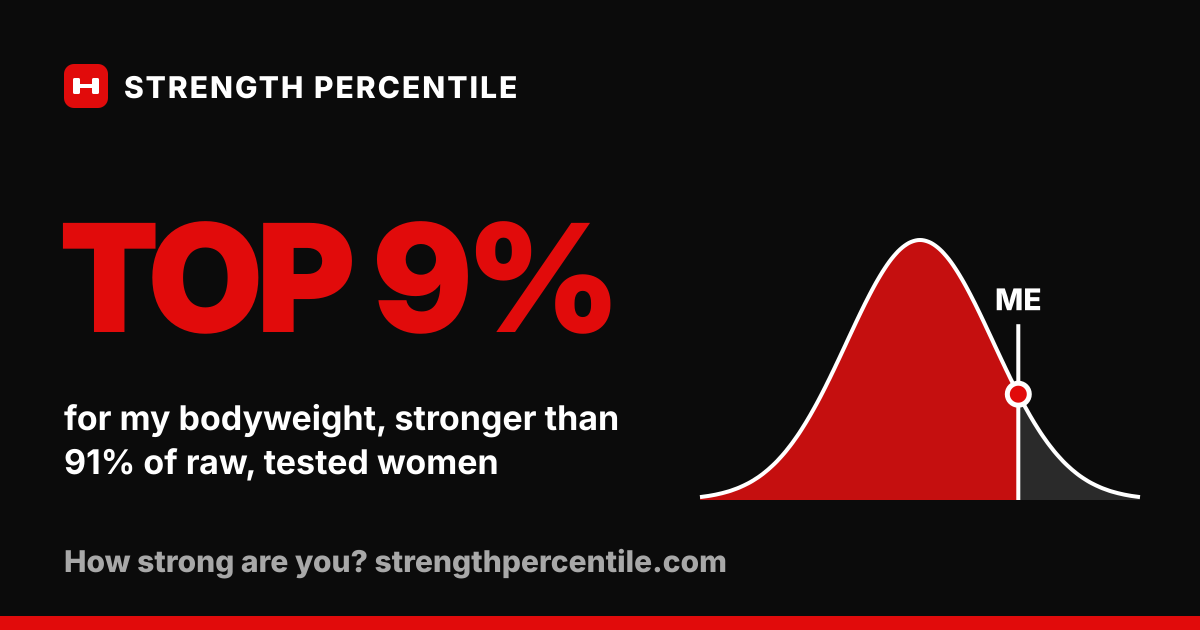 STRENGTH PERCENTILE
TOP 9%
ME
for my bodyweight, stronger than
91% of raw, tested women
How strong are you? strengthpercentile.com